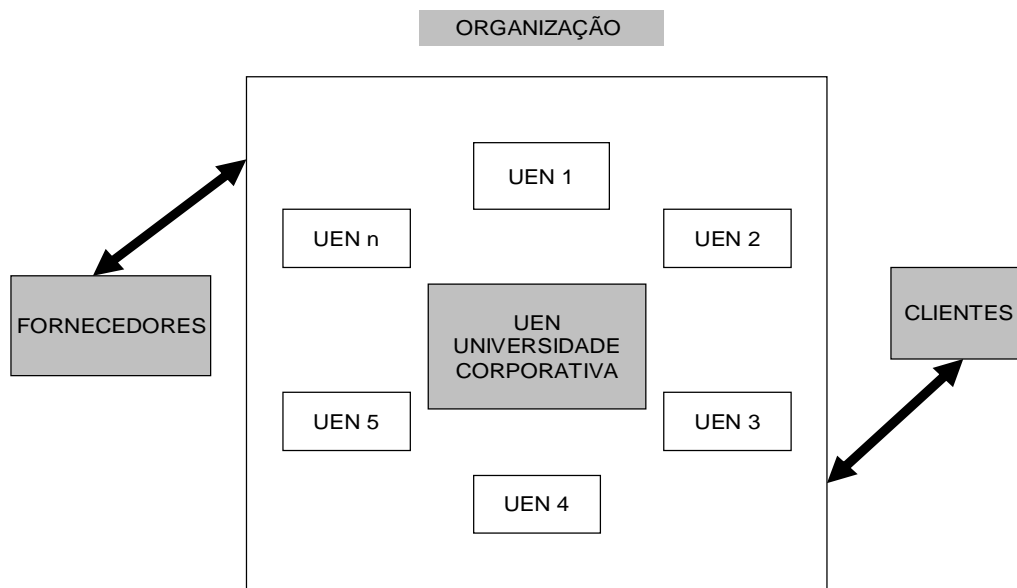 ORGANIZAÇÃO
UEN 1
UEN n
UEN 2
FORNECEDORES
UEN
UNIVERSIDADE
CORPORATIVA
CLIENTES
UEN 5
UEN 3
UEN 4